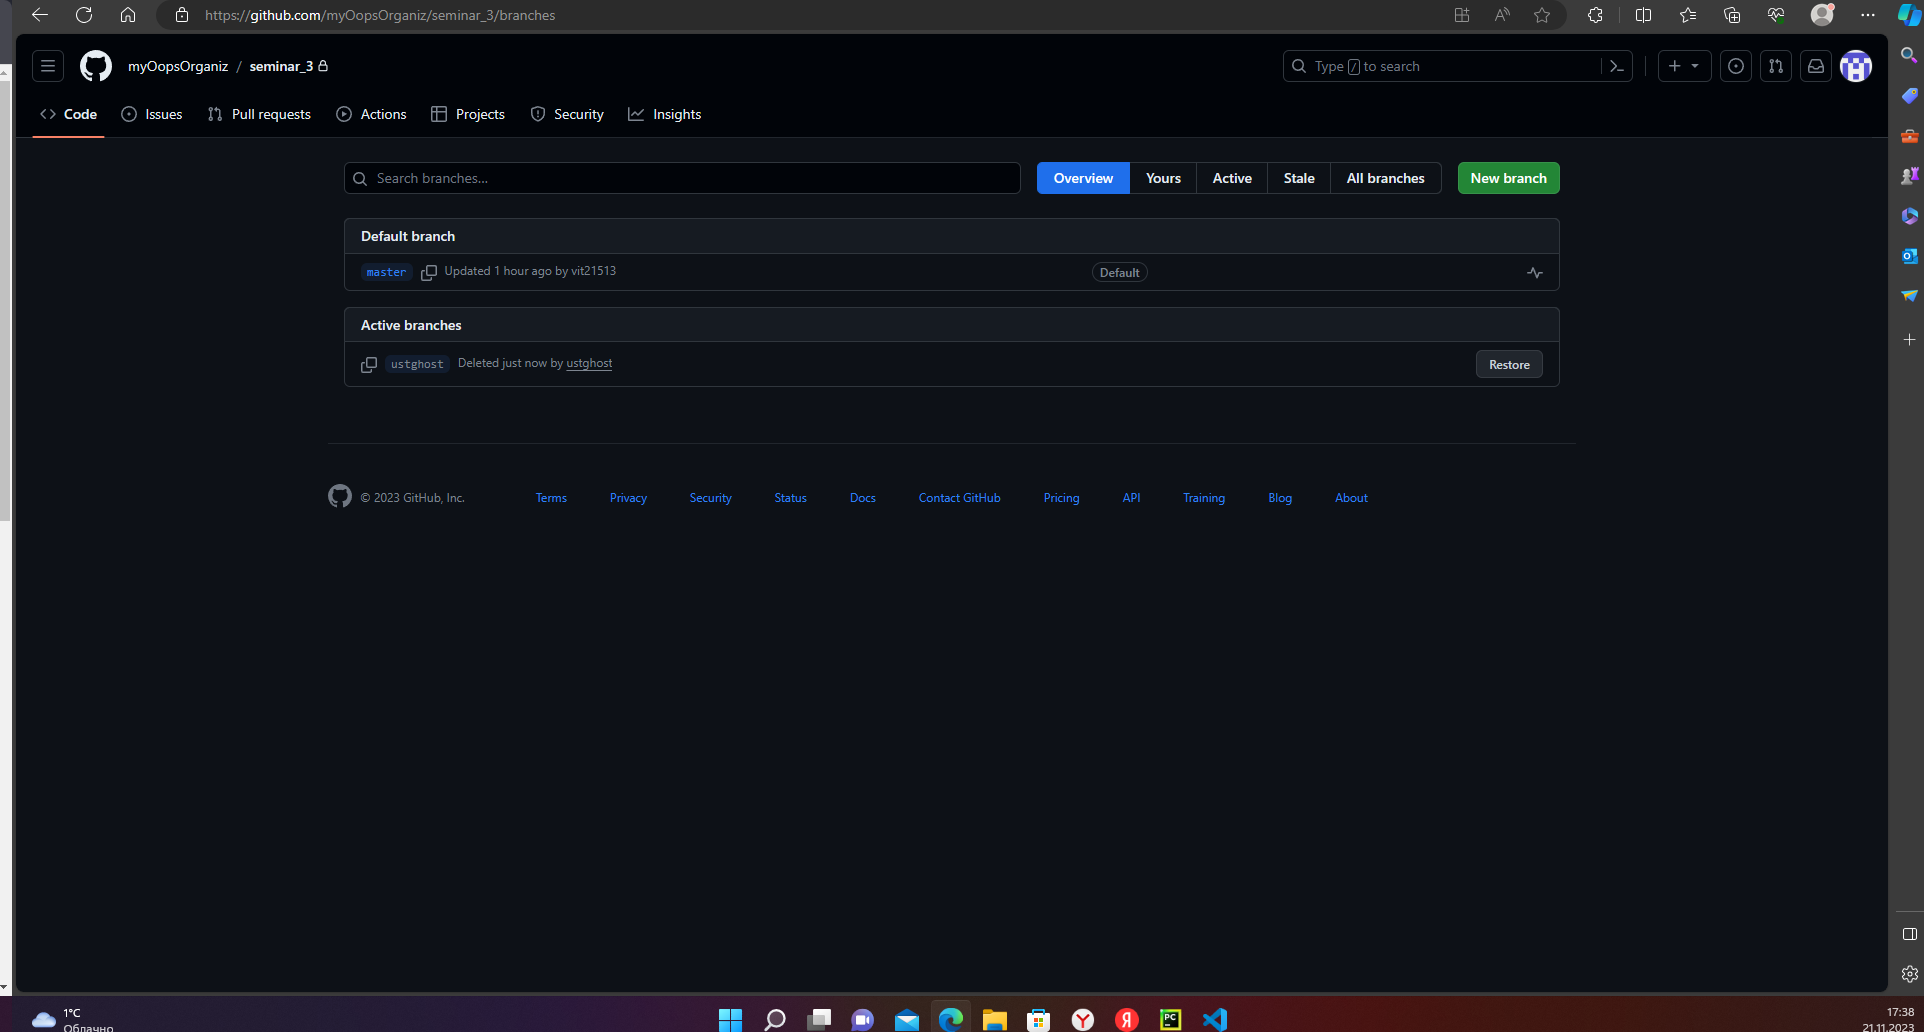 https://github.com/myOopsOrganiz/seminar_3/branches
myOopsOrganiz / seminar_3
Type / to search
Code Issues Pull requests Actions Projects Security Insights
Search branches...
Overview Yours Active Stale All branches New branch
Default branch
master Updated 1 hour ago by vit21513 Default
Active branches
ustghost Deleted just now by ustghost Restore
© 2023 GitHub, Inc. Terms Privacy Security Status Docs Contact GitHub Pricing API Training Blog About
1°C
Облачно
17:38
21.11.2023